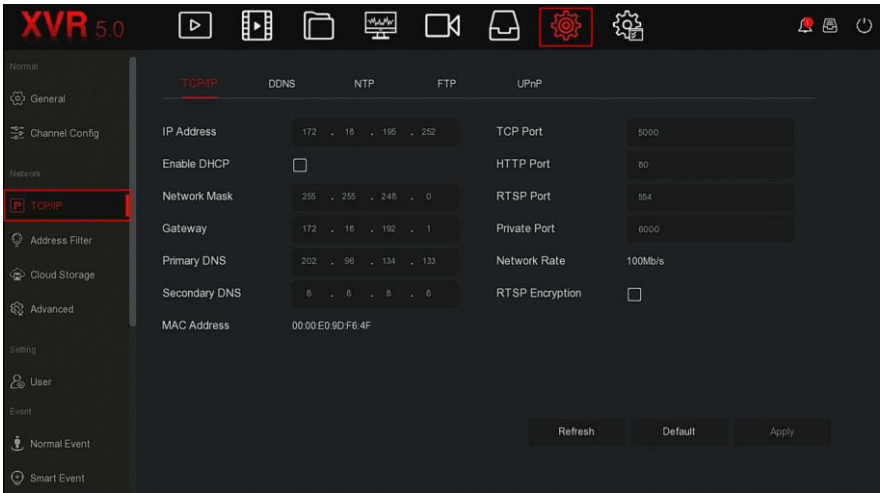 XVR 5.0
Normal
General
Channel Config
Network
TCP/IP
Address Filter
Cloud Storage
Advanced
Setting
User
Event
Normal Event
Smart Event
TCP/IP DDNS NTP FTP UPnP
IP Address 172 . 18 . 195 . 252
Enable DHCP
Network Mask 255 . 255 . 248 . 0
Gateway 172 . 18 . 192 . 1
Primary DNS 202 . 96 . 134 . 133
Secondary DNS 8 . 8 . 8 . 8
MAC Address 00:00:E0:9D:F6:4F
TCP Port 5000
HTTP Port 80
RTSP Port 554
Private Port 6000
Network Rate 100Mb/s
RTSP Encryption
Refresh Default Apply